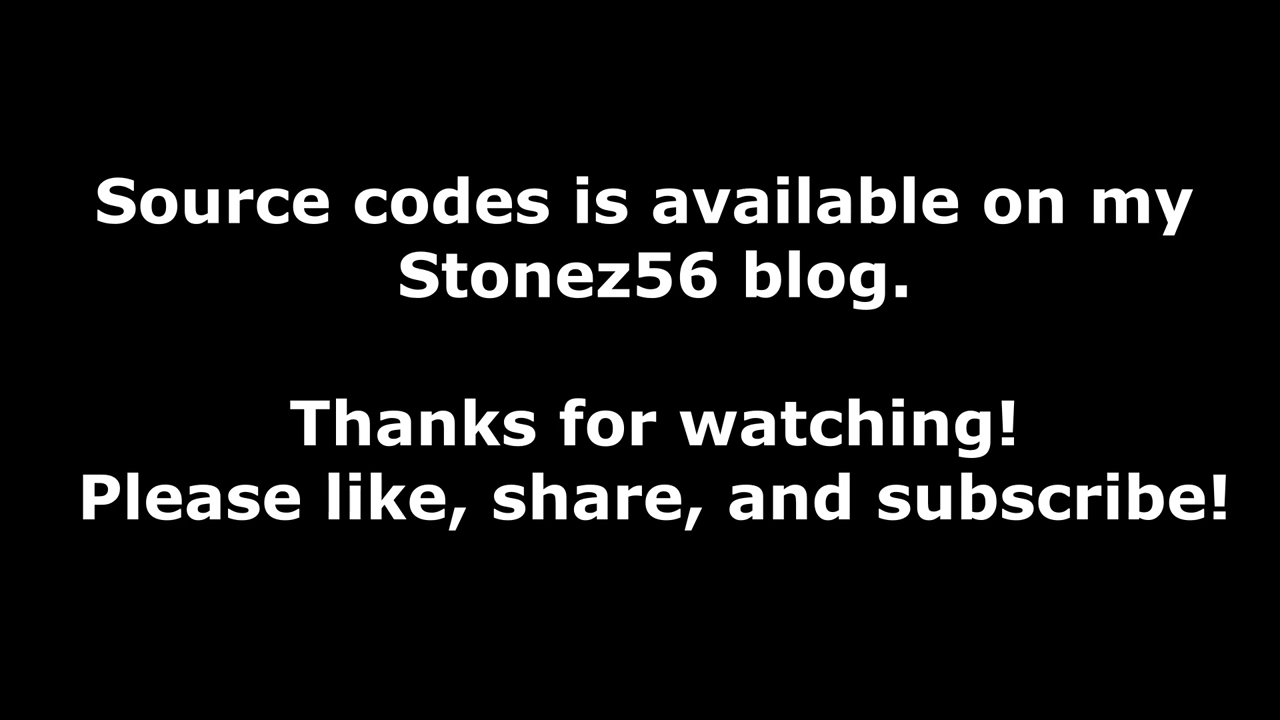 Source codes is available on my
Stonez56 blog.
Thanks for watching!
Please like, share, and subscribe!